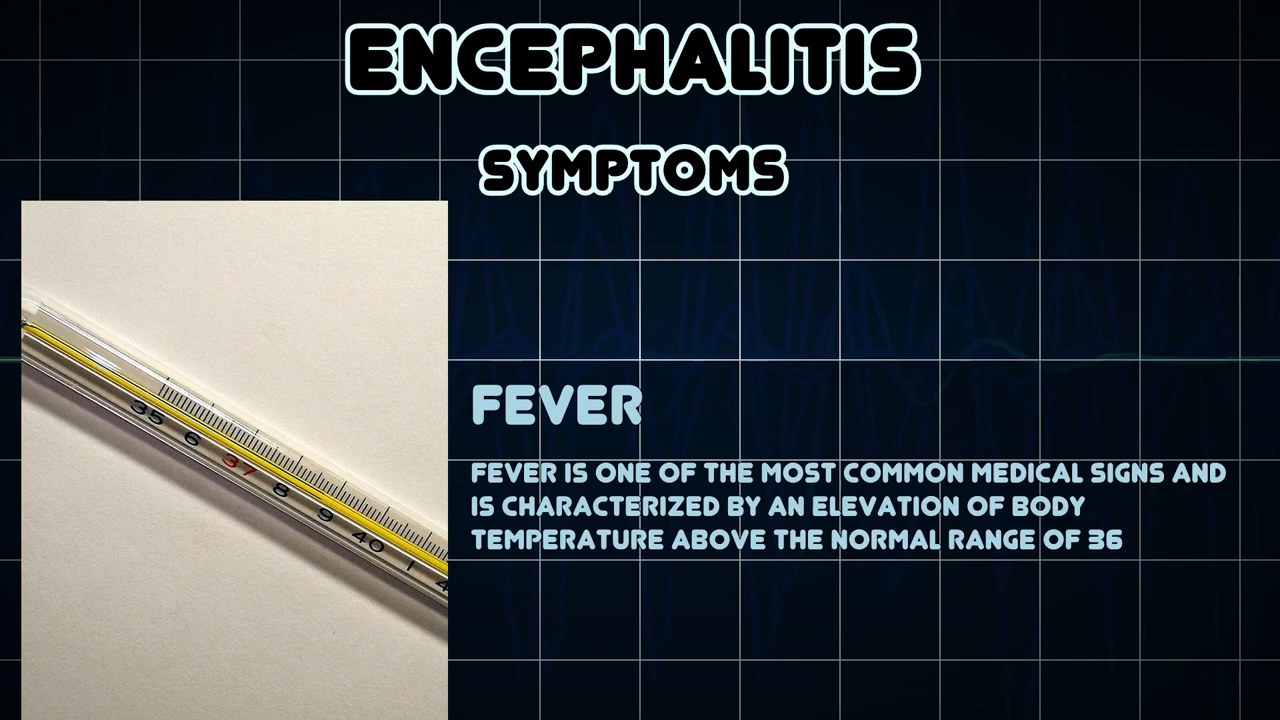 ENCEPHALITIS
SYMPTOMS
35 6 37 8 9 40 1
FEVER
FEVER IS ONE OF THE MOST COMMON MEDICAL SIGNS AND
IS CHARACTERIZED BY AN ELEVATION OF BODY
TEMPERATURE ABOVE THE NORMAL RANGE OF 36